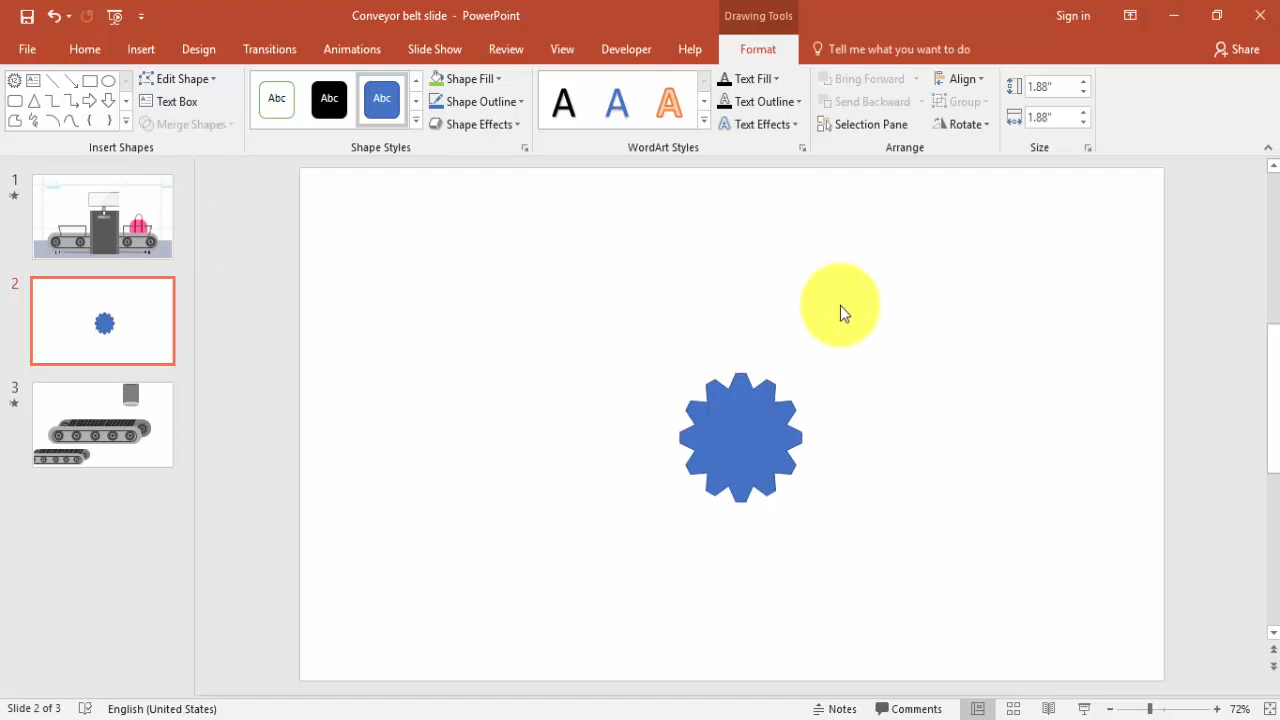 Conveyor belt slide - PowerPoint
Drawing Tools
Sign in
File
Home
Insert
Design
Transitions
Animations
Slide Show
Review
View
Developer
Help
Format
Tell me what you want to do
Share
Edit Shape
Text Box
Merge Shapes
Insert Shapes
Abc
Abc
Abc
Shape Fill
Shape Outline
Shape Effects
Shape Styles
A
A
A
WordArt Styles
Text Fill
Text Outline
Text Effects
Bring Forward
Send Backward
Selection Pane
Align
Group
Rotate
Arrange
1.88"
1.88"
Size
1
2
3
Slide 2 of 3
English (United States)
Notes
Comments
72%